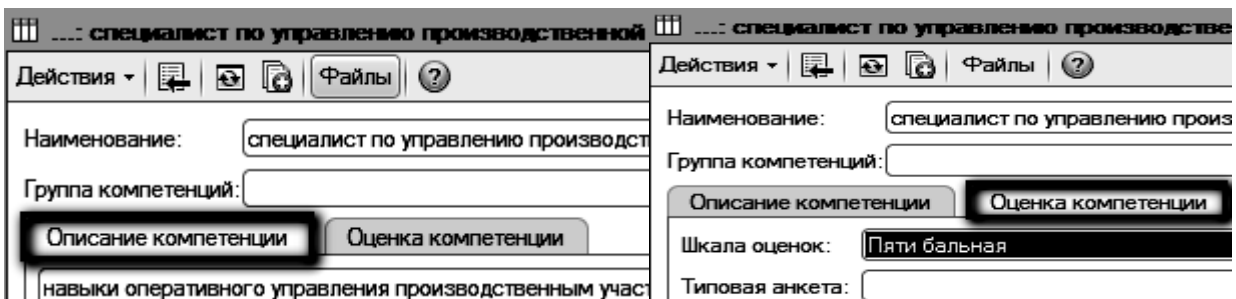 ...: специалист по управлению производственной
Действия Файлы ?
Наименование: специалист по управлению производст
Группа компетенций:
Описание компетенции Оценка компетенции
навыки оперативного управления производственным учас
...: специалист по управлению производстве
Действия Файлы ?
Наименование: специалист по управлению произв
Группа компетенций:
Описание компетенции Оценка компетенции
Шкала оценок: Пяти бальная
Типовая анкета: